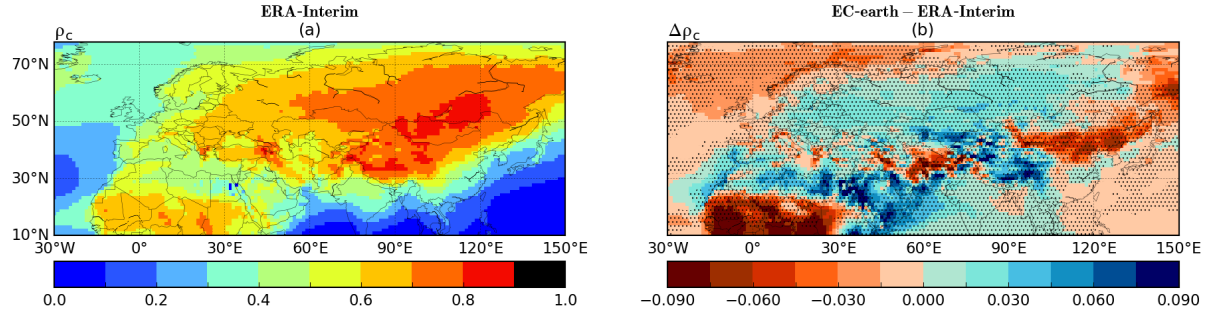 ERA-Interim
ρc
(a)
70°N
50°N
30°N
10°N
30°W 0° 30°E 60°E 90°E 120°E 150°E
0.0 0.2 0.4 0.6 0.8 1.0
EC-earth − ERA-Interim
Δρc
(b)
30°W 0° 30°E 60°E 90°E 120°E 150°E
−0.090 −0.060 −0.030 0.000 0.030 0.060 0.090